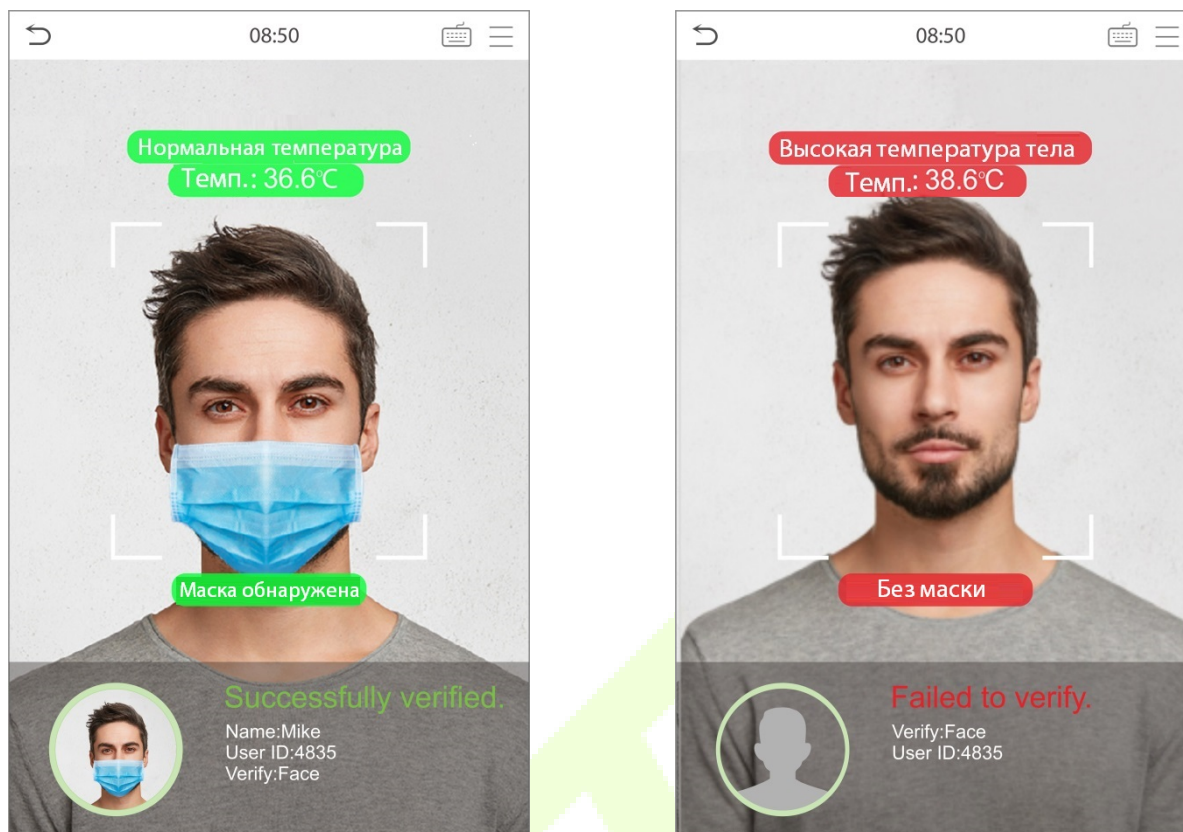 08:50
Нормальная температура
Темп.: 36.6°C
Маска обнаружена
Successfully verified.
Name:Mike
User ID:4835
Verify:Face
08:50
Высокая температура тела
Темп.: 38.6°C
Без маски
Failed to verify.
Verify:Face
User ID:4835